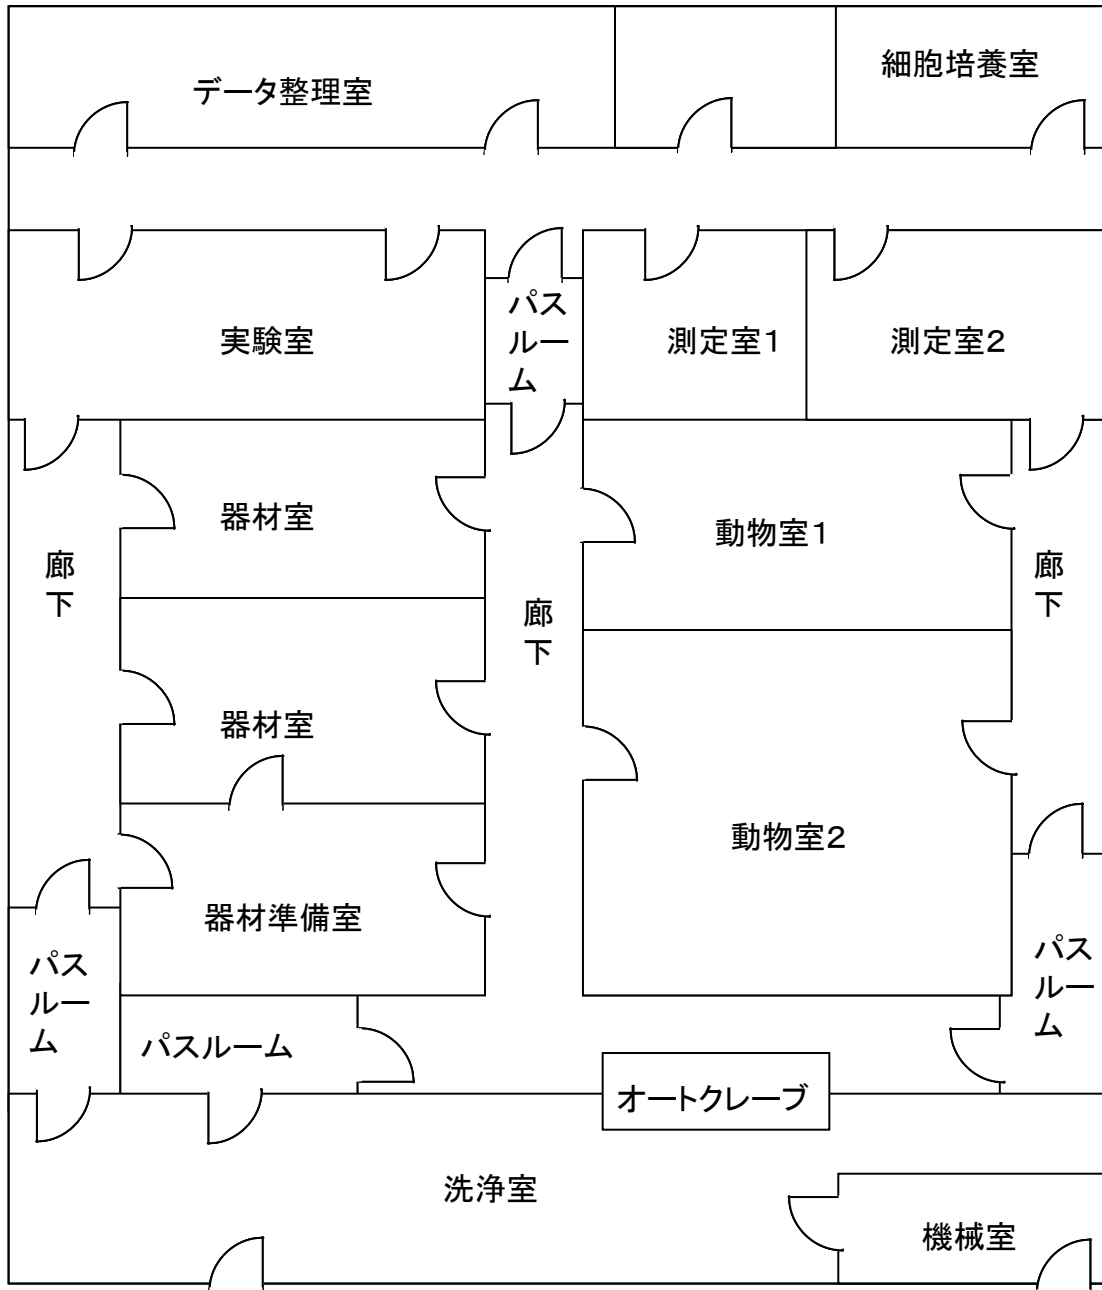 データ整理室
細胞培養室
実験室
パス
ルー
ム
測定室1
測定室2
器材室
動物室1
廊
下
廊
下
廊
下
器材室
動物室2
器材準備室
パス
ルー
ム
パス
ルー
ム
パスルーム
オートクレーブ
洗浄室
機械室